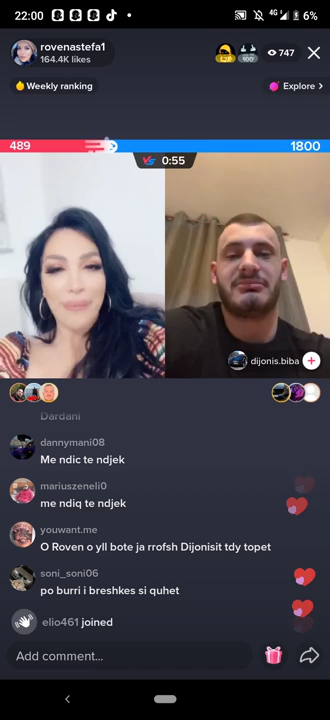 22:00
4G
6%
rovenastefa1
164.4K likes
747
Weekly ranking
Explore >
489
1800
VS 0:55
dijonis.biba
Dardani
dannymani08
Me ndic te ndjek
mariuszeneli0
me ndiq te ndjek
youwant.me
O Roven o yll bote ja rrofsh Dijonisit tdy topet
soni_soni06
po burri i breshkes si quhet
elio461 joined
Add comment...